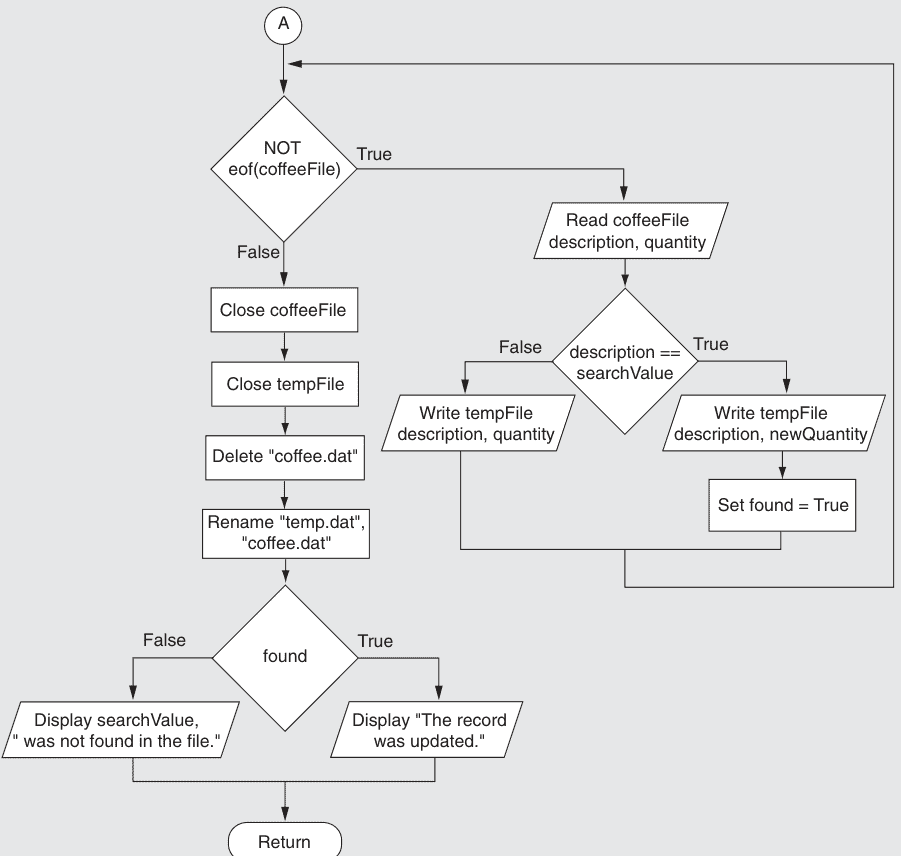 A
NOT
eof(coffeeFile)
True
Read coffeeFile
description, quantity
False
Close coffeeFile
description ==
searchValue
False
True
Close tempFile
Write tempFile
description, quantity
Write tempFile
description, newQuantity
Delete "coffee.dat"
Set found = True
Rename "temp.dat",
"coffee.dat"
found
False
True
Display searchValue,
" was not found in the file."
Display "The record
was updated."
Return